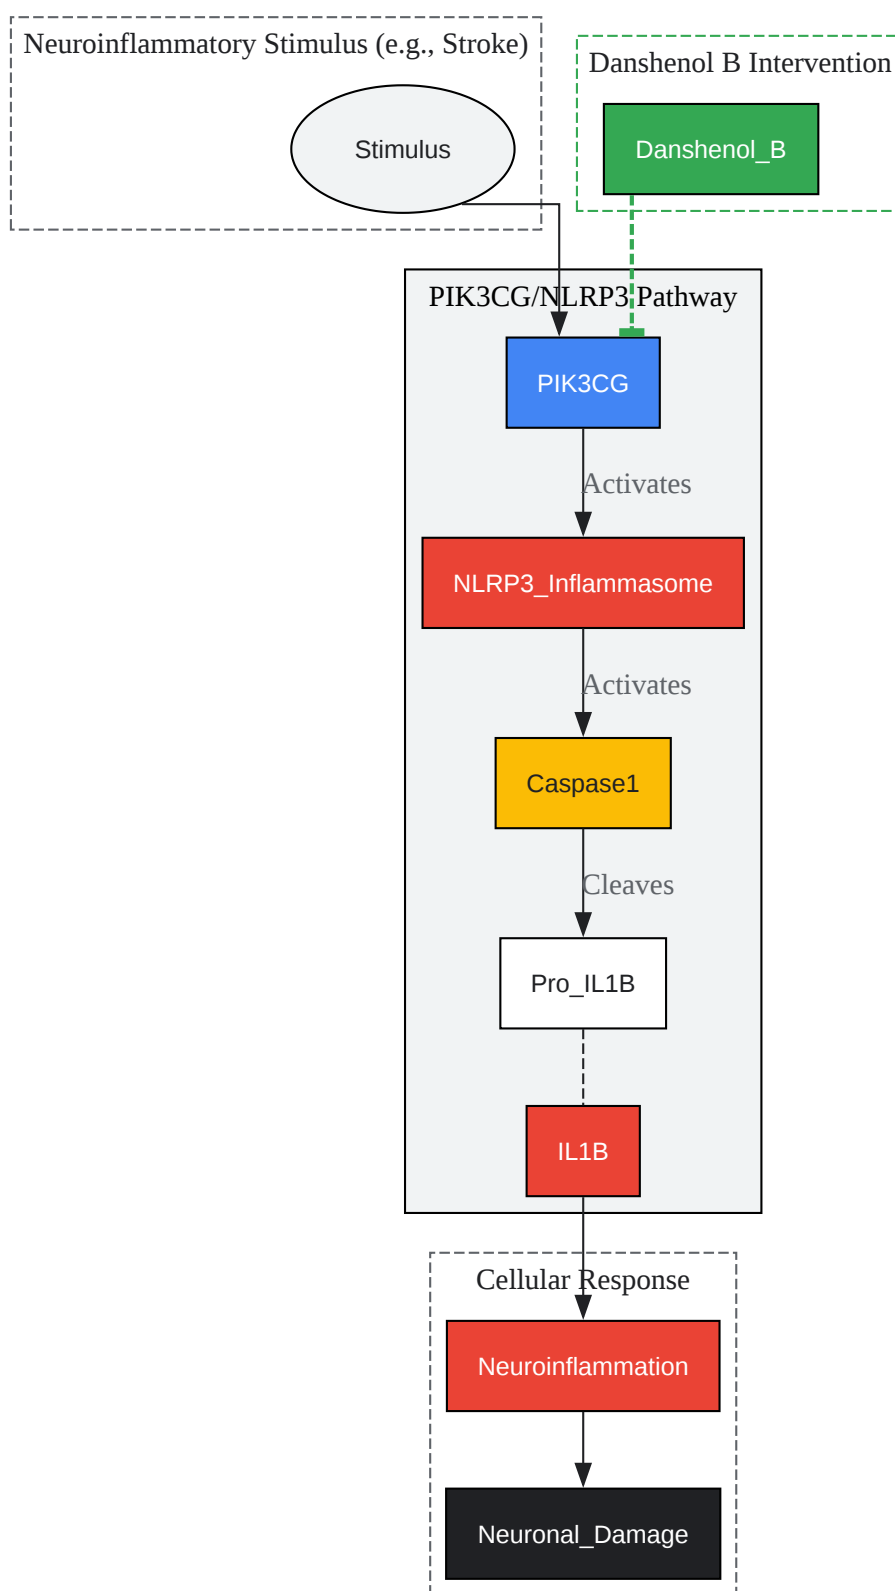 Neuroinflammatory Stimulus (e.g., Stroke)
Danshenol B Intervention
Stimulus
Danshenol_B
PIK3CG/NLRP3 Pathway
PIK3CG
Activates
NLRP3_Inflammasome
Activates
Caspase1
Cleaves
Pro_IL1B
IL1B
Cellular Response
Neuroinflammation
Neuronal_Damage